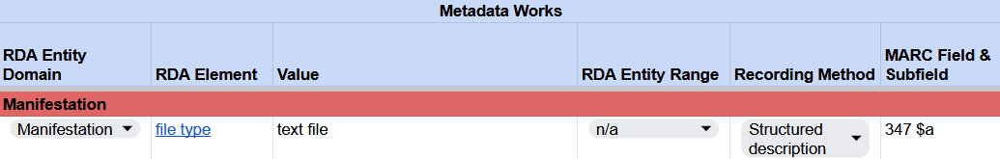 Metadata Works
RDA Entity Domain RDA Element Value RDA Entity Range Recording Method MARC Field & Subfield
Manifestation
Manifestation file type text file n/a Structured description 347 $a